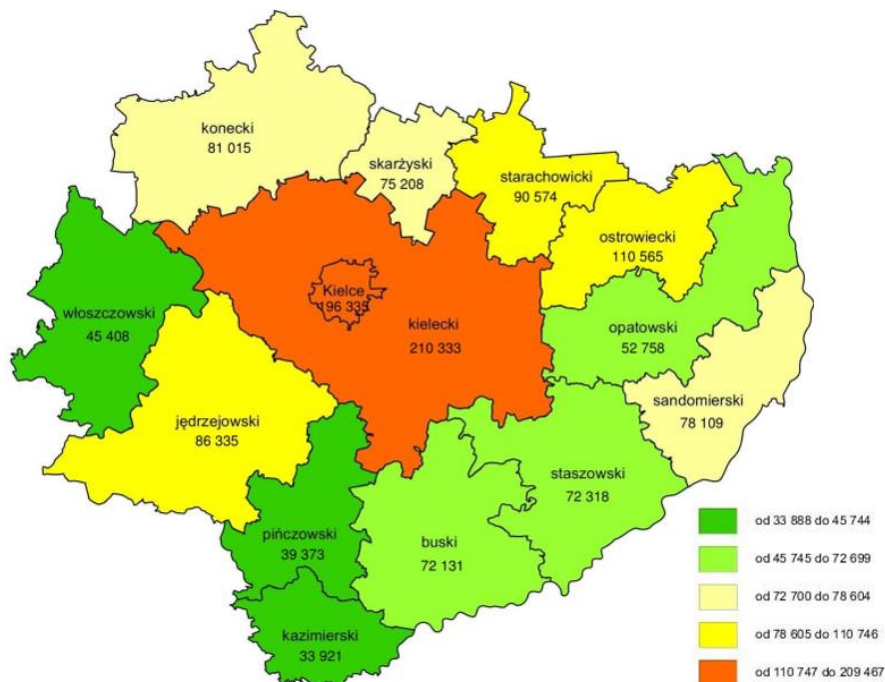 konecki
81 015
skarżyski
75 208
starachowicki
90 574
ostrowiecki
110 565
włoszczowski
45 408
Kielce
196 335
kielecki
210 333
opatowski
52 758
sandomierski
78 109
jędrzejowski
86 335
staszowski
72 318
pińczowski
39 373
buski
72 131
kazimierski
33 921
od 33 888 do 45 744
od 45 745 do 72 699
od 72 700 do 78 604
od 78 605 do 110 746
od 110 747 do 209 467